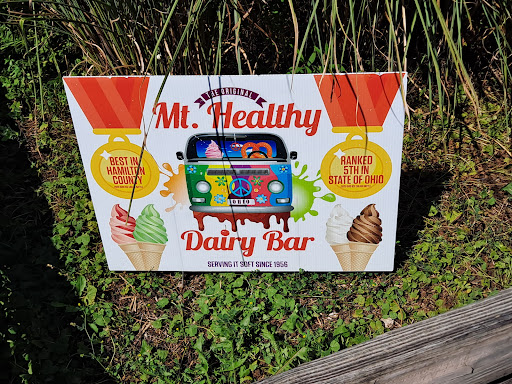 THE ORIGINAL
Mt. Healthy
BEST IN
HAMILTON
COUNTY
RANKED
5TH IN
STATE OF OHIO
Dairy Bar
SERVING IT SOFT SINCE 1956